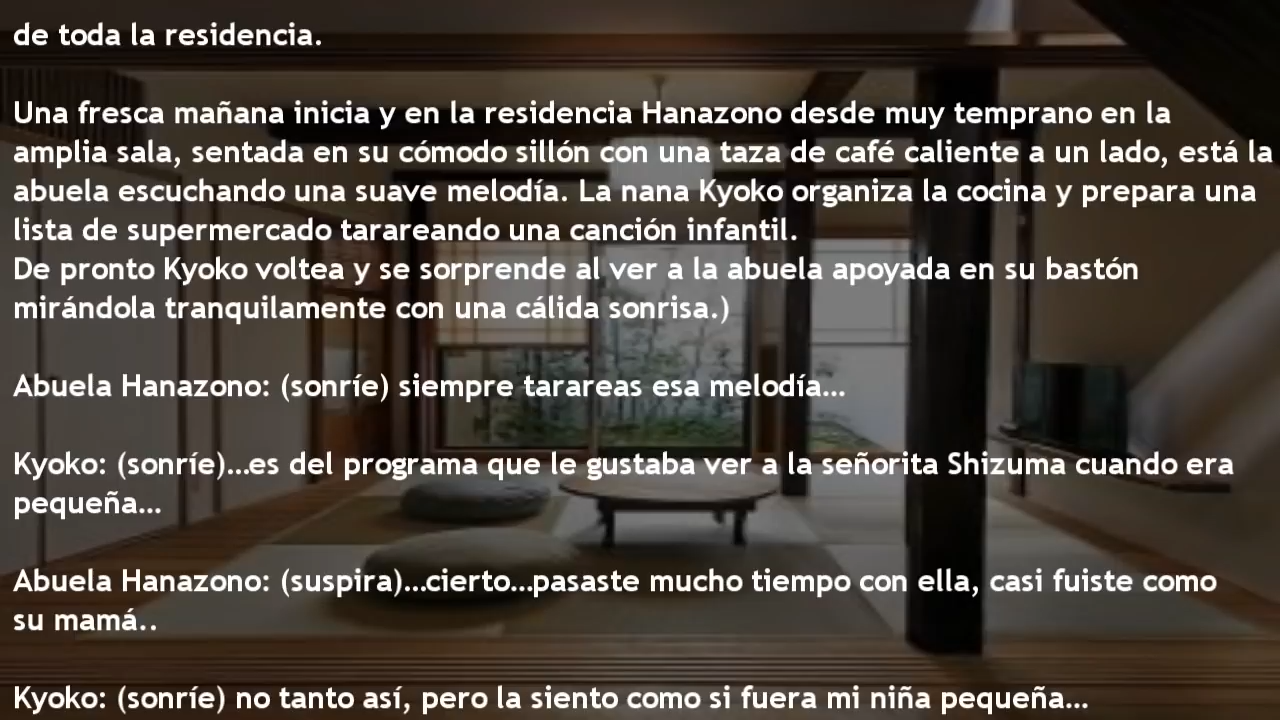 de toda la residencia.
Una fresca mañana inicia y en la residencia Hanazono desde muy temprano en la
amplia sala, sentada en su cómodo sillón con una taza de café caliente a un lado, está la
abuela escuchando una suave melodía. La nana Kyoko organiza la cocina y prepara una
lista de supermercado tarareando una canción infantil.
De pronto Kyoko voltea y se sorprende al ver a la abuela apoyada en su bastón
mirándola tranquilamente con una cálida sonrisa.)
Abuela Hanazono: (sonríe) siempre tarareas esa melodía...
Kyoko: (sonríe)...es del programa que le gustaba ver a la señorita Shizuma cuando era
pequeña...
Abuela Hanazono: (suspira)...cierto...pasaste mucho tiempo con ella, casi fuiste como
su mamá..
Kyoko: (sonríe) no tanto así, pero la siento como si fuera mi niña pequeña...